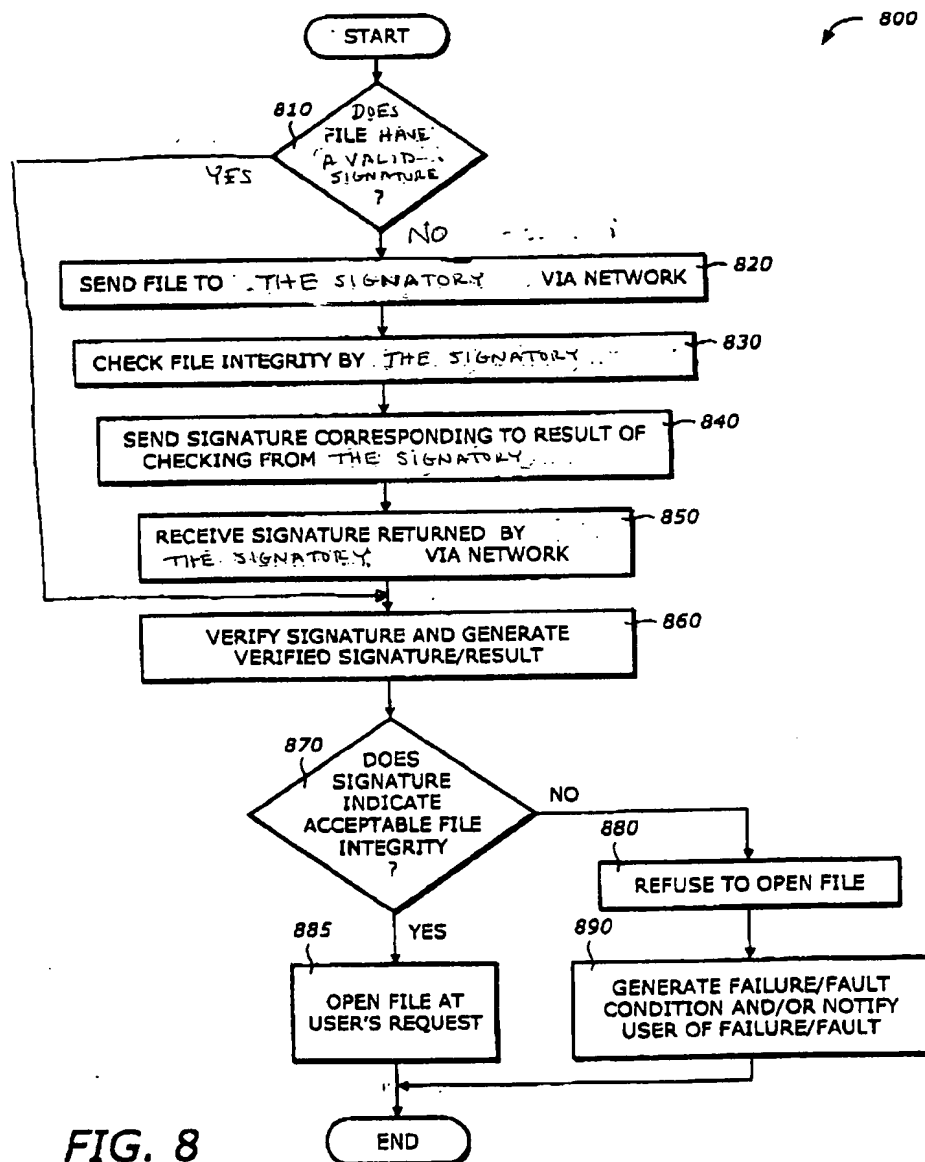 800
START
810
DOES
FILE HAVE
A VALID
SIGNATURE
?
YES
NO
SEND FILE TO THE SIGNATORY VIA NETWORK
820
CHECK FILE INTEGRITY BY THE SIGNATORY
830
SEND SIGNATURE CORRESPONDING TO RESULT OF
CHECKING FROM THE SIGNATORY
840
RECEIVE SIGNATURE RETURNED BY
THE SIGNATORY VIA NETWORK
850
VERIFY SIGNATURE AND GENERATE
VERIFIED SIGNATURE/RESULT
860
870
DOES
SIGNATURE
INDICATE
ACCEPTABLE FILE
INTEGRITY
?
NO
YES
880
REFUSE TO OPEN FILE
885
OPEN FILE AT
USER'S REQUEST
890
GENERATE FAILURE/FAULT
CONDITION AND/OR NOTIFY
USER OF FAILURE/FAULT
END
FIG. 8